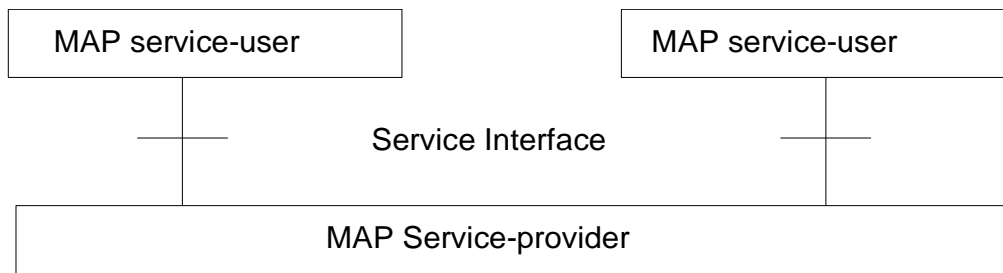 MAP service-user
MAP service-user
Service Interface
MAP Service-provider